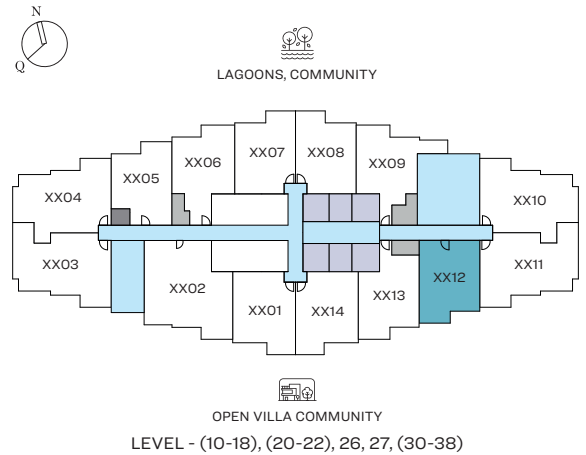 N
Q
LAGOONS, COMMUNITY
XX07
XX08
XX06
XX09
XX05
XX04
XX10
XX03
XX11
XX12
XX02
XX13
XX01
XX14
OPEN VILLA COMMUNITY
LEVEL - (10-18), (20-22), 26, 27, (30-38)